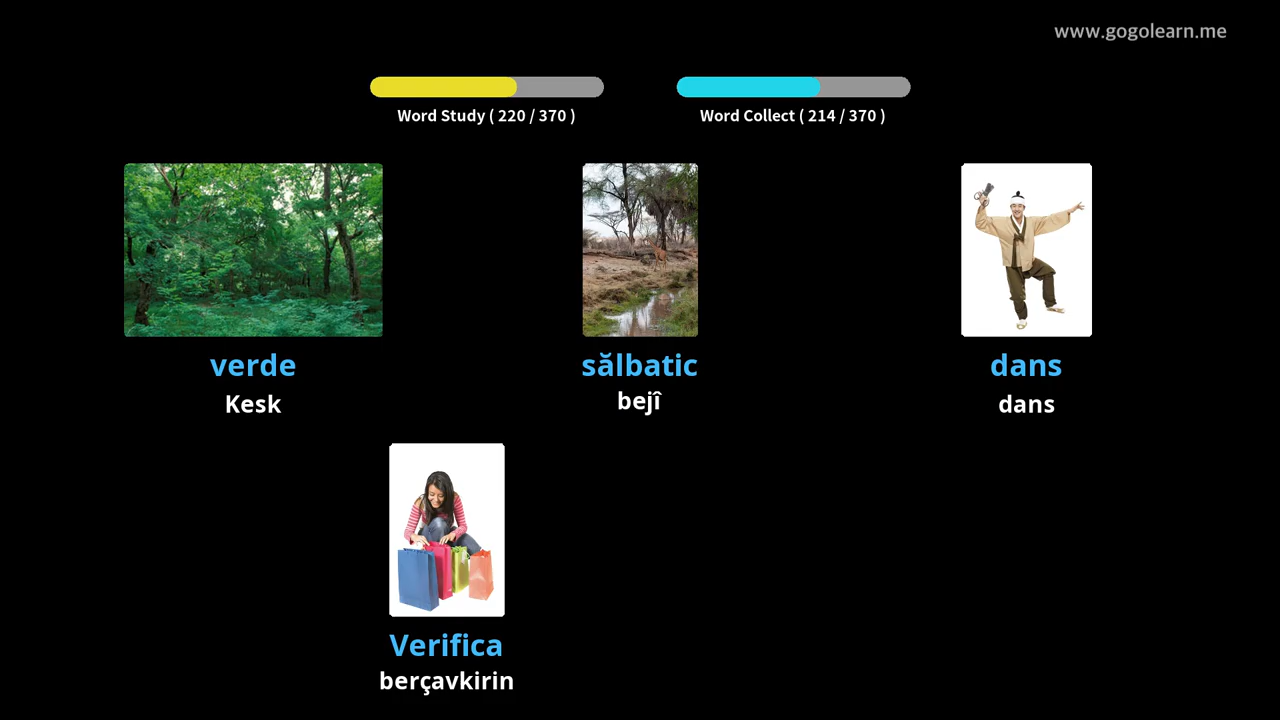 www.gogolearn.me
Word Study ( 220 / 370 )
Word Collect ( 214 / 370 )
verde
Kesk
sălbatic
bejî
dans
dans
Verifica
berçavkirin